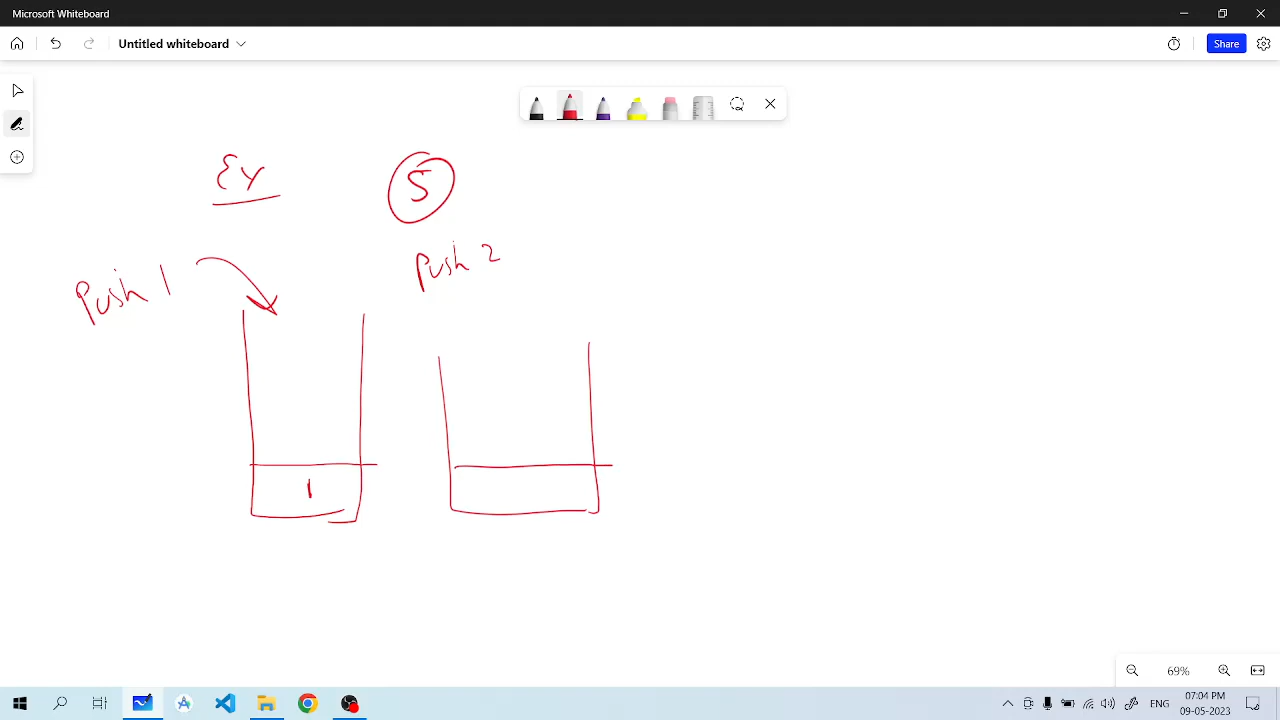 Microsoft Whiteboard
Untitled whiteboard
Share
Ex
5
Push 1
Push 2
1
69%
ENG
07:04 PM
09-05-2023